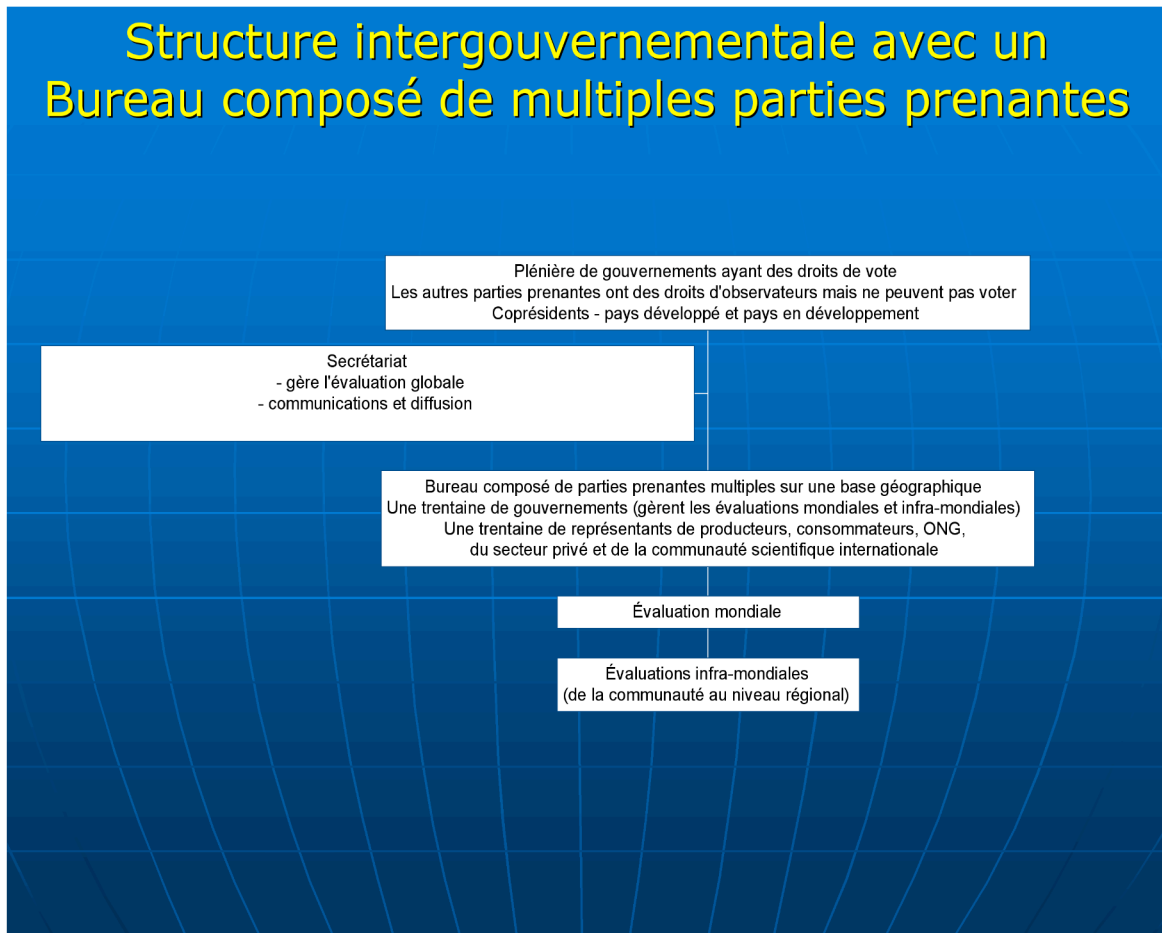 Structure intergouvernementale avec un
Bureau composé de multiples parties prenantes
Plénière de gouvernements ayant des droits de vote
Les autres parties prenantes ont des droits d'observateurs mais ne peuvent pas voter
Coprésidents - pays développé et pays en développement
Secrétariat
- gère l'évaluation globale
- communications et diffusion
Bureau composé de parties prenantes multiples sur une base géographique
Une trentaine de gouvernements (gèrent les évaluations mondiales et infra-mondiales)
Une trentaine de représentants de producteurs, consommateurs, ONG,
du secteur privé et de la communauté scientifique internationale
Évaluation mondiale
Évaluations infra-mondiales
(de la communauté au niveau régional)